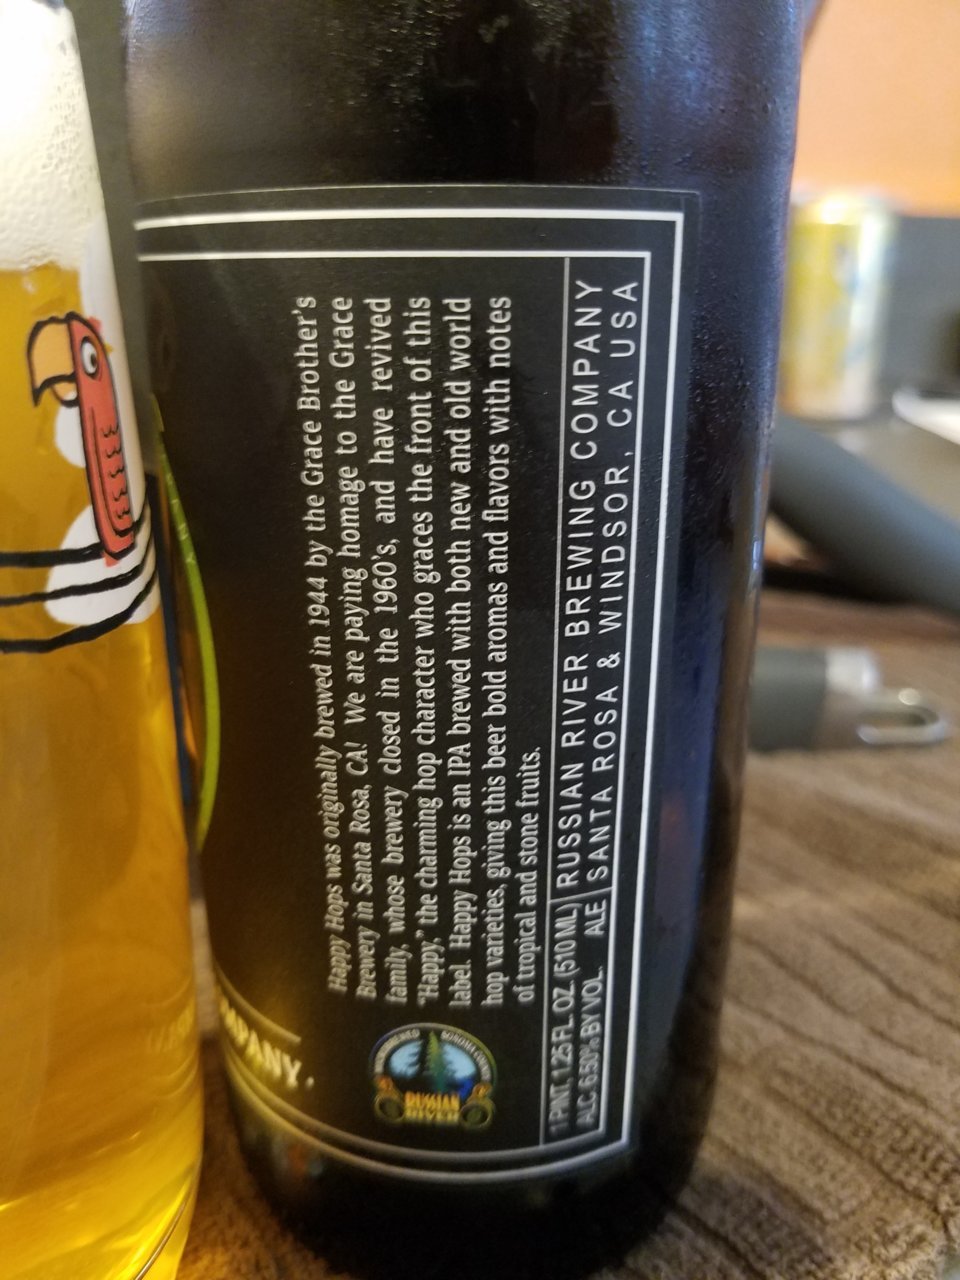 Happy Hops was originally brewed in 1944 by the Grace Brother's
Brewery in Santa Rosa, CA! We are paying homage to the Grace
family, whose brewery closed in the 1960's, and have revived
"Happy," the charming hop character who graces the front of this
label. Happy Hops is an IPA brewed with both new and old world
hop varieties, giving this beer bold aromas and flavors with notes
of tropical and stone fruits.
1 PINT, 1.25 FL. OZ. (510 ML) RUSSIAN RIVER BREWING COMPANY
ALC. 6.50% BY VOL. ALE SANTA ROSA & WINDSOR, CA USA
RUSSIAN
RIVER
SONOMA COUNTY
MPANY.